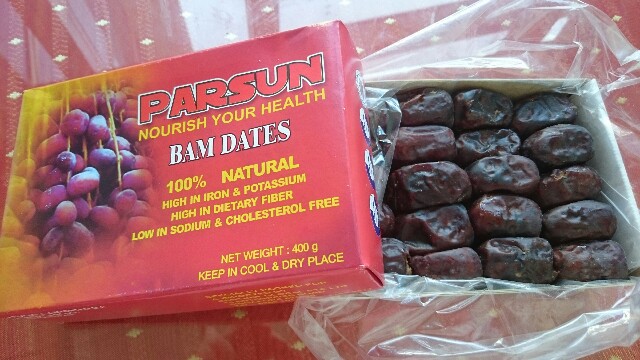 PARSUN
NOURISH YOUR HEALTH
BAM DATES
100% NATURAL
HIGH IN IRON & POTASSIUM
HIGH IN DIETARY FIBER
LOW IN SODIUM & CHOLESTEROL FREE
NET WEIGHT : 400 g
KEEP IN COOL & DRY PLACE